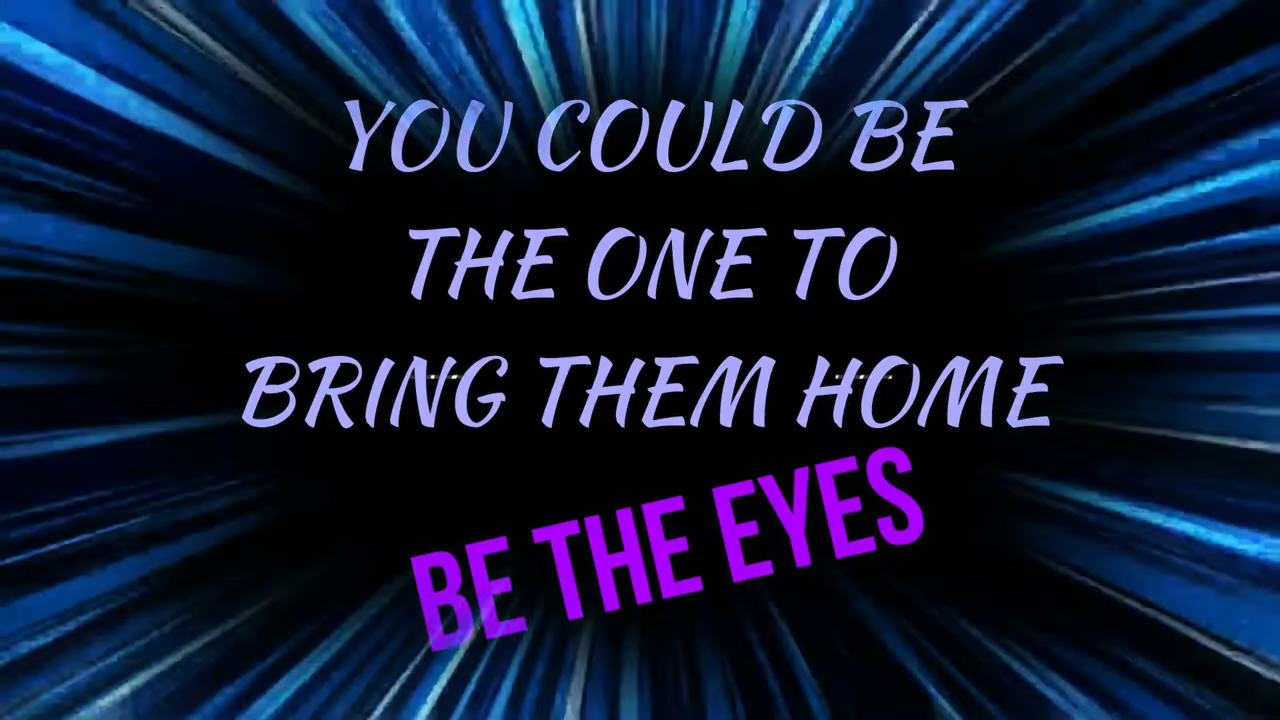 YOU COULD BE
THE ONE TO
BRING THEM HOME
BE THE EYES